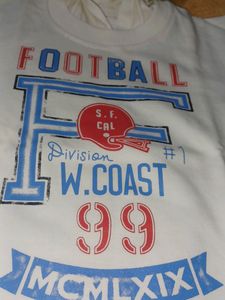 FOOTBALL
F
S.F.
CAL
Division #1
W.COAST
99
MCMLXIX